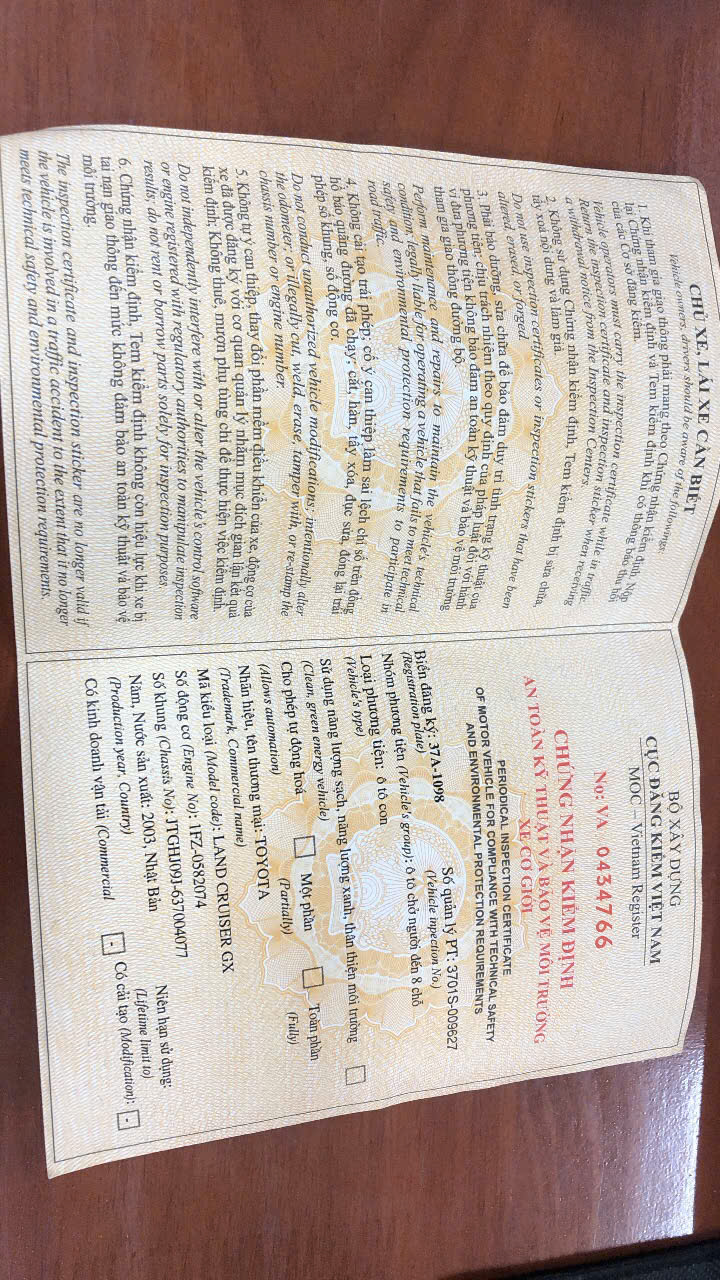 CHỦ XE, LÁI XE CẦN BIẾT
Vehicle owners, drivers should be aware of the followings:
1. Khi tham gia giao thông phải mang theo Chứng nhận kiểm định. Nộp
lại Chứng nhận kiểm định và Tem kiểm định khi có thông báo thu hồi
của các Cơ sở đăng kiểm.
Vehicle operators must carry the inspection certificate while in traffic.
Return the inspection certificate and inspection sticker when receiving
a withdrawal notice from the Inspection Centers.
2. Không sử dụng Chứng nhận kiểm định, Tem kiểm định bị sửa chữa,
tẩy xoá nội dung và làm giả.
Do not use inspection certificates or inspection stickers that have been
altered, erased, or forged.
3. Phải bảo dưỡng, sửa chữa để bảo đảm duy trì tình trạng kỹ thuật của
phương tiện; chịu trách nhiệm theo quy định của pháp luật đối với hành
vi đưa phương tiện không bảo đảm an toàn kỹ thuật và bảo vệ môi trường
tham gia giao thông đường bộ.
Perform maintenance and repairs to maintain the vehicle's technical
condition, legally liable for operating a vehicle that fails to meet technical
safety and environmental protection requirements to participate in
road traffic.
4. Không cải tạo trái phép; cố ý can thiệp làm sai lệch chỉ số trên đồng
hồ báo quãng đường đã chạy; cắt, hàn, tẩy xóa, đục sửa, đóng lại trái
phép số khung, số động cơ.
Do not conduct unauthorized vehicle modifications; intentionally alter
the odometer; or illegally cut, weld, erase, tamper with, or re-stamp the
chassis number or engine number.
5. Không tự ý can thiệp, thay đổi phần mềm điều khiển của xe, động cơ của
xe đã được đăng ký với cơ quan quản lý nhằm mục đích gian lận kết quả
kiểm định; Không thuê, mượn phụ tùng chỉ để thực hiện việc kiểm định
Do not independently interfere with or alter the vehicle's control software
or engine registered with regulatory authorities to manipulate inspection
results; do not rent or borrow parts solely for inspection purposes
6. Chứng nhận kiểm định, Tem kiểm định không còn hiệu lực khi xe bị
tai nạn giao thông đến mức không đảm bảo an toàn kỹ thuật và bảo vệ
môi trường.
The inspection certificate and inspection sticker are no longer valid if
the vehicle is involved in a traffic accident to the extent that it no longer
meets technical safety and environmental protection requirements.
BỘ XÂY DỰNG
CỤC ĐĂNG KIỂM VIỆT NAM
MOC – Vietnam Register
No: VA 0434766
CHỨNG NHẬN KIỂM ĐỊNH
AN TOÀN KỸ THUẬT VÀ BẢO VỆ MÔI TRƯỜNG
XE CƠ GIỚI
PERIODICAL INSPECTION CERTIFICATE
OF MOTOR VEHICLE FOR COMPLIANCE WITH TECHNICAL SAFETY
AND ENVIRONMENTAL PROTECTION REQUIREMENTS
Biển đăng ký: 37A-1098 Số quản lý PT: 3701S-009627
(Registration plate) (Vehicle inpection No)
Nhóm phương tiện (Vehicle's group): ô tô chở người đến 8 chỗ
Loại phương tiện: ô tô con
(Vehicle's type)
Sử dụng năng lượng sạch, năng lượng xanh, thân thiện môi trường
(Clean, green energy vehicle)
Cho phép tự động hoá Một phần Toàn phần
(Allows automation) (Partially) (Fully)
Nhãn hiệu, tên thương mại: TOYOTA
(Trademark, Commercial name)
Mã kiểu loại (Model code): LAND CRUISER GX
Số động cơ (Engine No): 1FZ-0582074
Số khung (Chassis No): JTGHJ09J-637004077
Năm, Nước sản xuất: 2003, Nhật Bản Niên hạn sử dụng:
(Production year, Country) (Lifetime limit to)
Có kinh doanh vận tải (Commercial - Có cải tạo (Modification): -